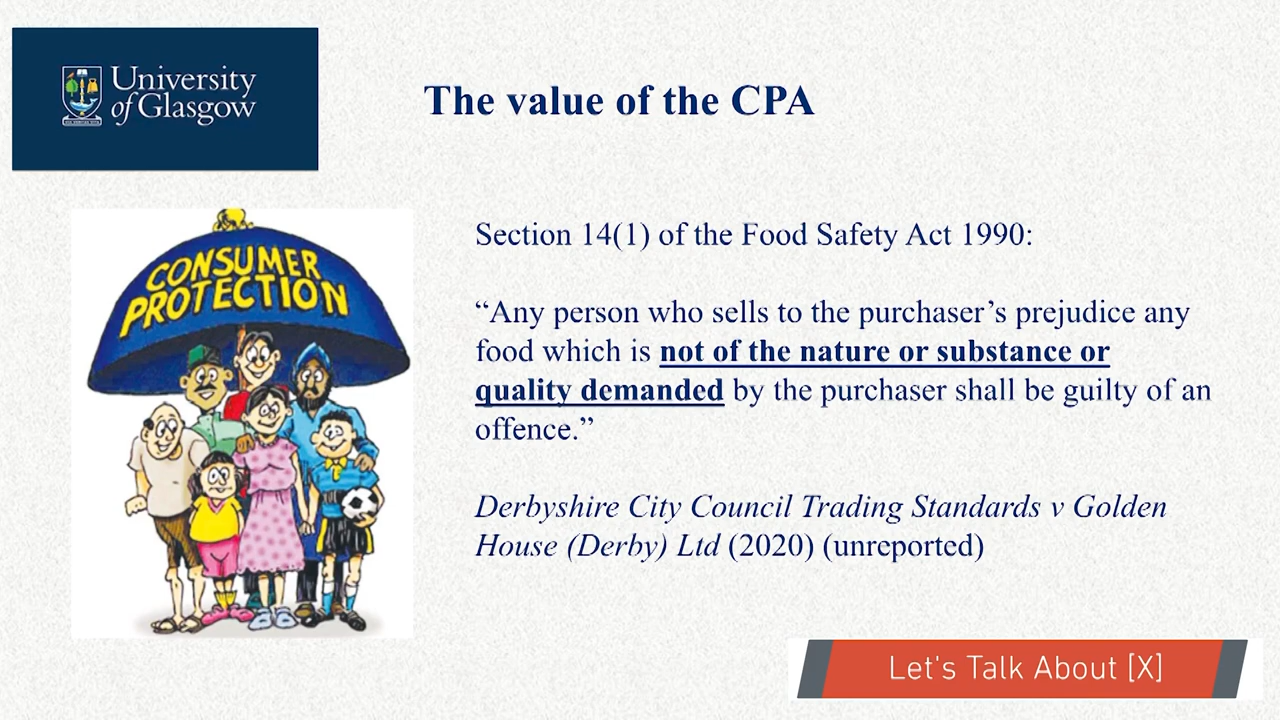 University
of Glasgow
The value of the CPA
CONSUMER
PROTECTION
Section 14(1) of the Food Safety Act 1990:
“Any person who sells to the purchaser’s prejudice any
food which is not of the nature or substance or
quality demanded by the purchaser shall be guilty of an
offence.”
Derbyshire City Council Trading Standards v Golden
House (Derby) Ltd (2020) (unreported)
Let's Talk About [X]